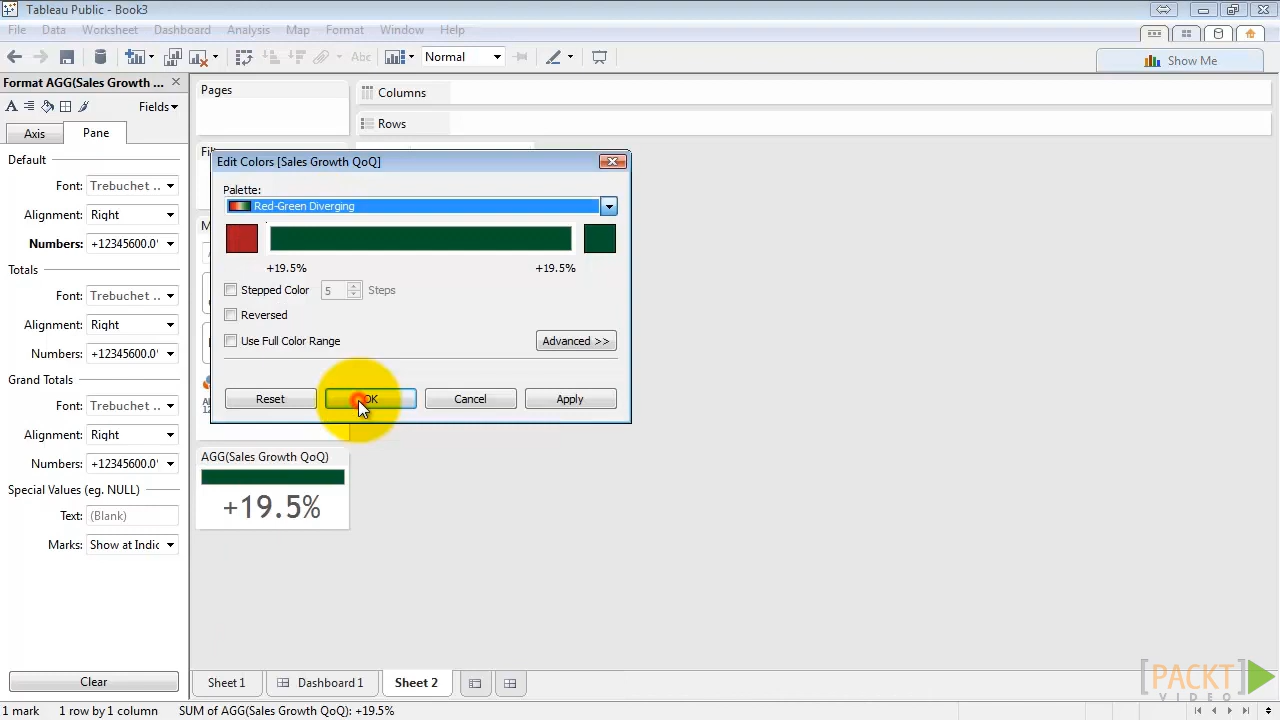 Tableau Public - Book3
File Data Worksheet Dashboard Analysis Map Format Window Help
Abc Normal Show Me
Format AGG(Sales Growth ...
Fields
Axis Pane
Default
Font: Trebuchet ..
Alignment: Right
Numbers: +12345600.0'
Totals
Font: Trebuchet ..
Alignment: Right
Numbers: +12345600.0'
Grand Totals
Font: Trebuchet ..
Alignment: Right
Numbers: +12345600.0'
Special Values (eg. NULL)
Text: (Blank)
Marks: Show at Indic
Clear
Pages
Columns
Rows
Edit Colors [Sales Growth QoQ]
Palette:
Red-Green Diverging
+19.5% +19.5%
Stepped Color 5 Steps
Reversed
Use Full Color Range Advanced >>
Reset OK Cancel Apply
AGG(Sales Growth QoQ)
+19.5%
Sheet 1 Dashboard 1 Sheet 2
1 mark 1 row by 1 column SUM of AGG(Sales Growth QoQ): +19.5%
[PACKT]
VIDEO